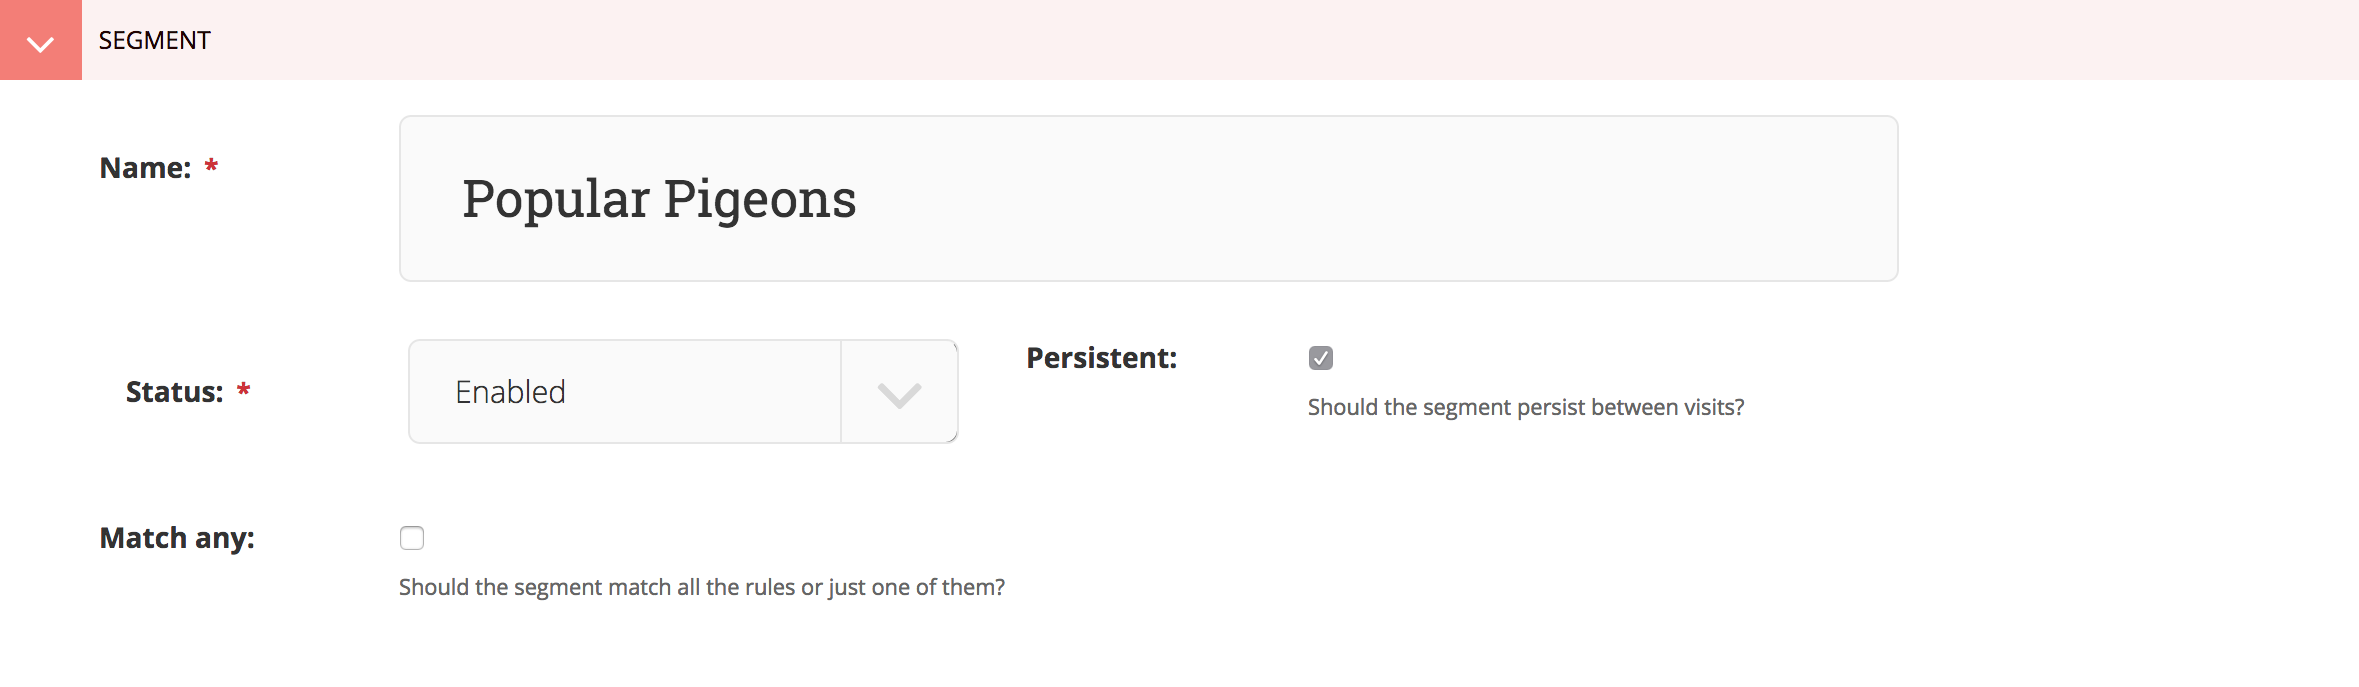 SEGMENT
Name: *
Popular Pigeons
Status: *
Enabled
Persistent:
Should the segment persist between visits?
Match any:
Should the segment match all the rules or just one of them?